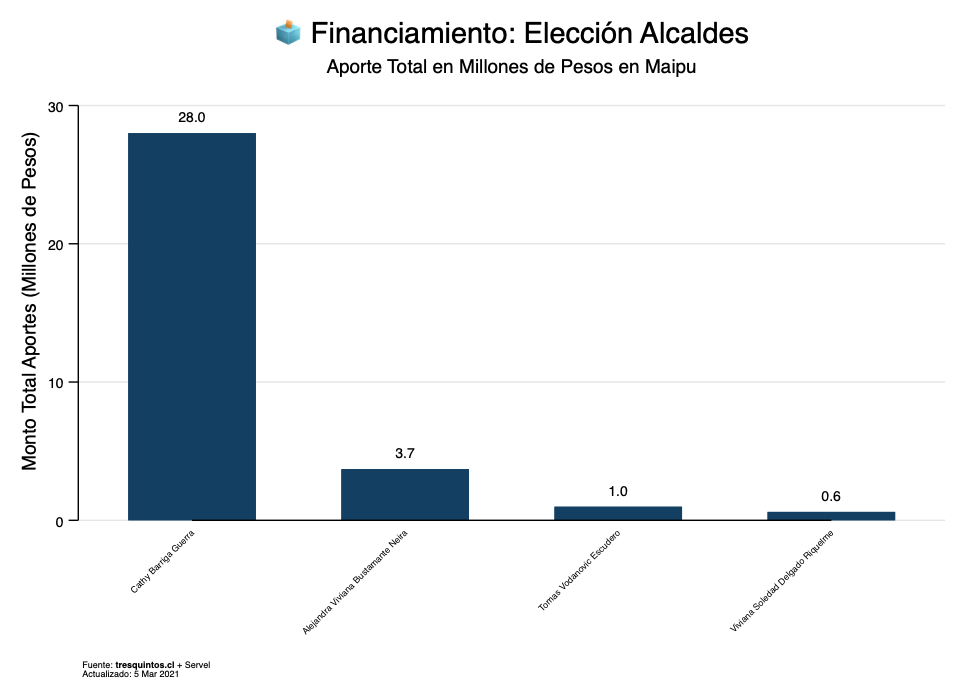 Financiamiento: Elección Alcaldes
Aporte Total en Millones de Pesos en Maipu
Monto Total Aportes (Millones de Pesos)
30
20
10
0
28.0
3.7
1.0
0.6
Cathy Barriga Guerra
Alejandra Viviana Bustamante Neira
Tomas Vodanovic Escudero
Viviana Soledad Delgado Riquelme
Fuente: tresquintos.cl + Servel
Actualizado: 5 Mar 2021